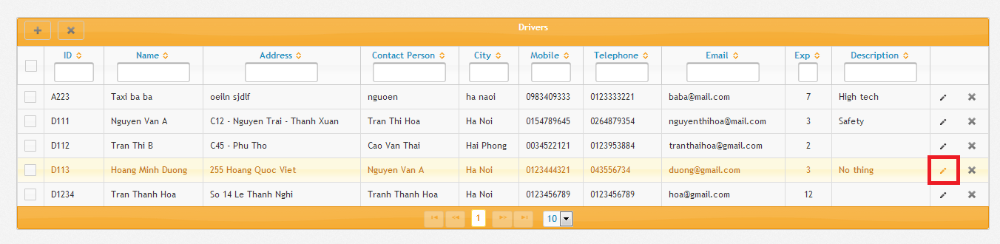 Drivers
ID Name Address Contact Person City Mobile Telephone Email Exp Description
A223 Taxi ba ba oeiln sjdlf nguoen ha naoi 0983409333 0123333221 baba@mail.com 7 High tech
D111 Nguyen Van A C12 - Nguyen Trai - Thanh Xuan Tran Thi Hoa Ha Noi 0154789645 0264879354 nguyenthihoa@mail.com 3 Safety
D112 Tran Thi B C45 - Phu Tho Cao Van Thai Hai Phong 0034522121 0123953884 tranthaihoa@gmail.com 2
D113 Hoang Minh Duong 255 Hoang Quoc Viet Nguyen Van A Ha Noi 0123444321 043556734 duong@gmail.com 3 No thing
D1234 Tran Thanh Hoa So 14 Le Thanh Nghi Tranh Thanh Hoa Ha Noi 0123456789 0123456789 hoa@gmail.com 12
1 10